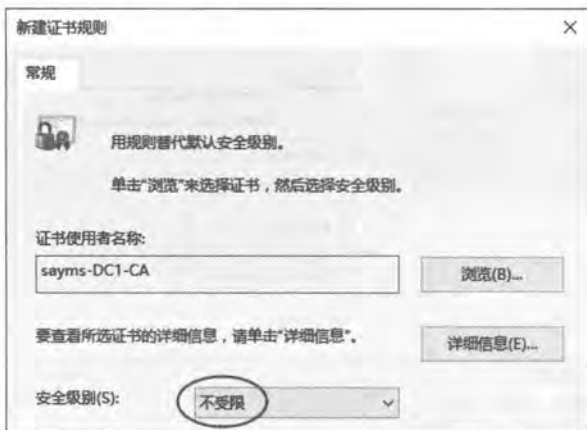 新建证书规则
常规
用规则替代默认安全级别。
单击“浏览”来选择证书，然后选择安全级别。
证书使用者名称:
sayms-DC1-CA
浏览(B)...
要查看所选证书的详细信息，请单击“详细信息”。
详细信息(E)...
安全级别(S):
不受限